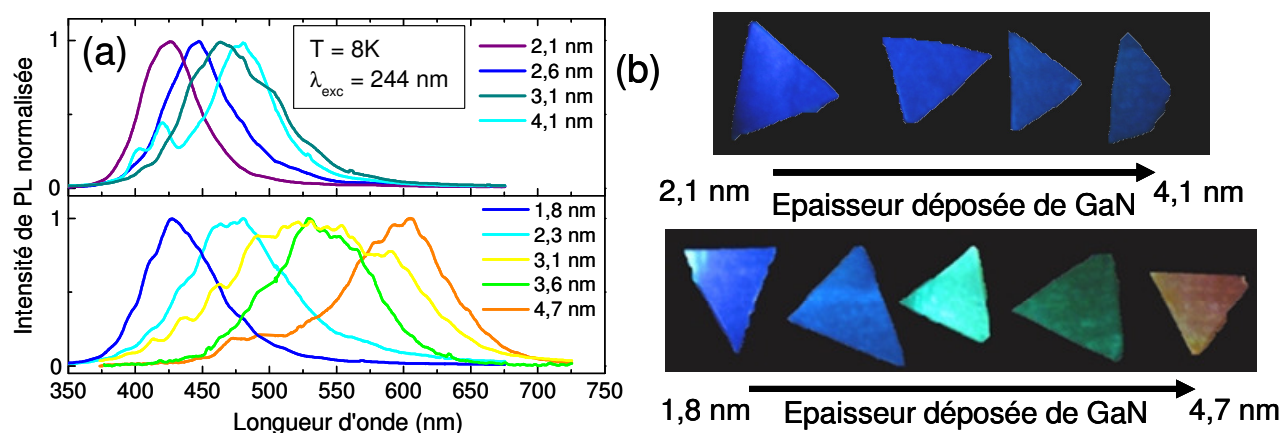 (a)
T = 8K
λexc = 244 nm
2,1 nm
2,6 nm
3,1 nm
4,1 nm
1
0
1,8 nm
2,3 nm
3,1 nm
3,6 nm
4,7 nm
1
0
350 400 450 500 550 600 650 700 750
Longueur d'onde (nm)
Intensité de PL normalisée
(b)
2,1 nm
Epaisseur déposée de GaN
4,1 nm
1,8 nm
Epaisseur déposée de GaN
4,7 nm